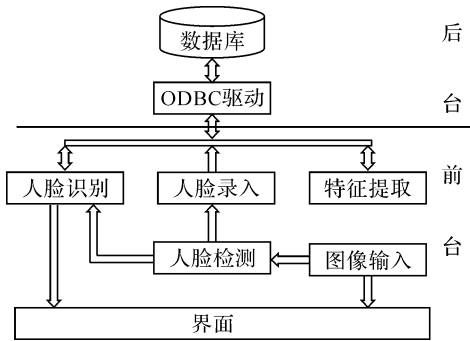 数据库
后
ODBC驱动
台
人脸识别
人脸录入
特征提取
前
人脸检测
图像输入
台
界面